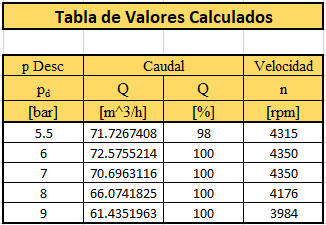 Tabla de Valores Calculados
p Desc Caudal Velocidad
pd Q Q n
[bar] [m^3/h] [%] [rpm]
5.5 71.7267408 98 4315
6 72.5755214 100 4350
7 70.6963116 100 4350
8 66.0741825 100 4176
9 61.4351963 100 3984